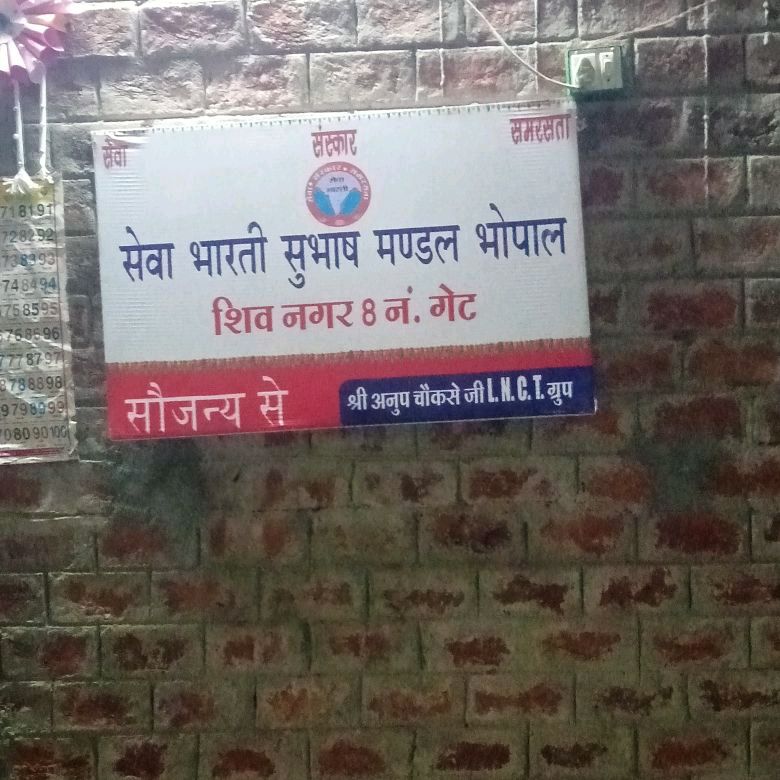 सेवा संस्कार समरसता
सेवा भारती
सेवा भारती सुभाष मण्डल भोपाल
शिव नगर 8 नं. गेट
सौजन्य से
श्री अनुप चौकसे जी L.N.C.T. ग्रुप
71 81 91
72 82 92
73 83 93
74 84 94
75 85 95
76 86 96
77 87 97
78 88 98
79 89 99
80 90 100